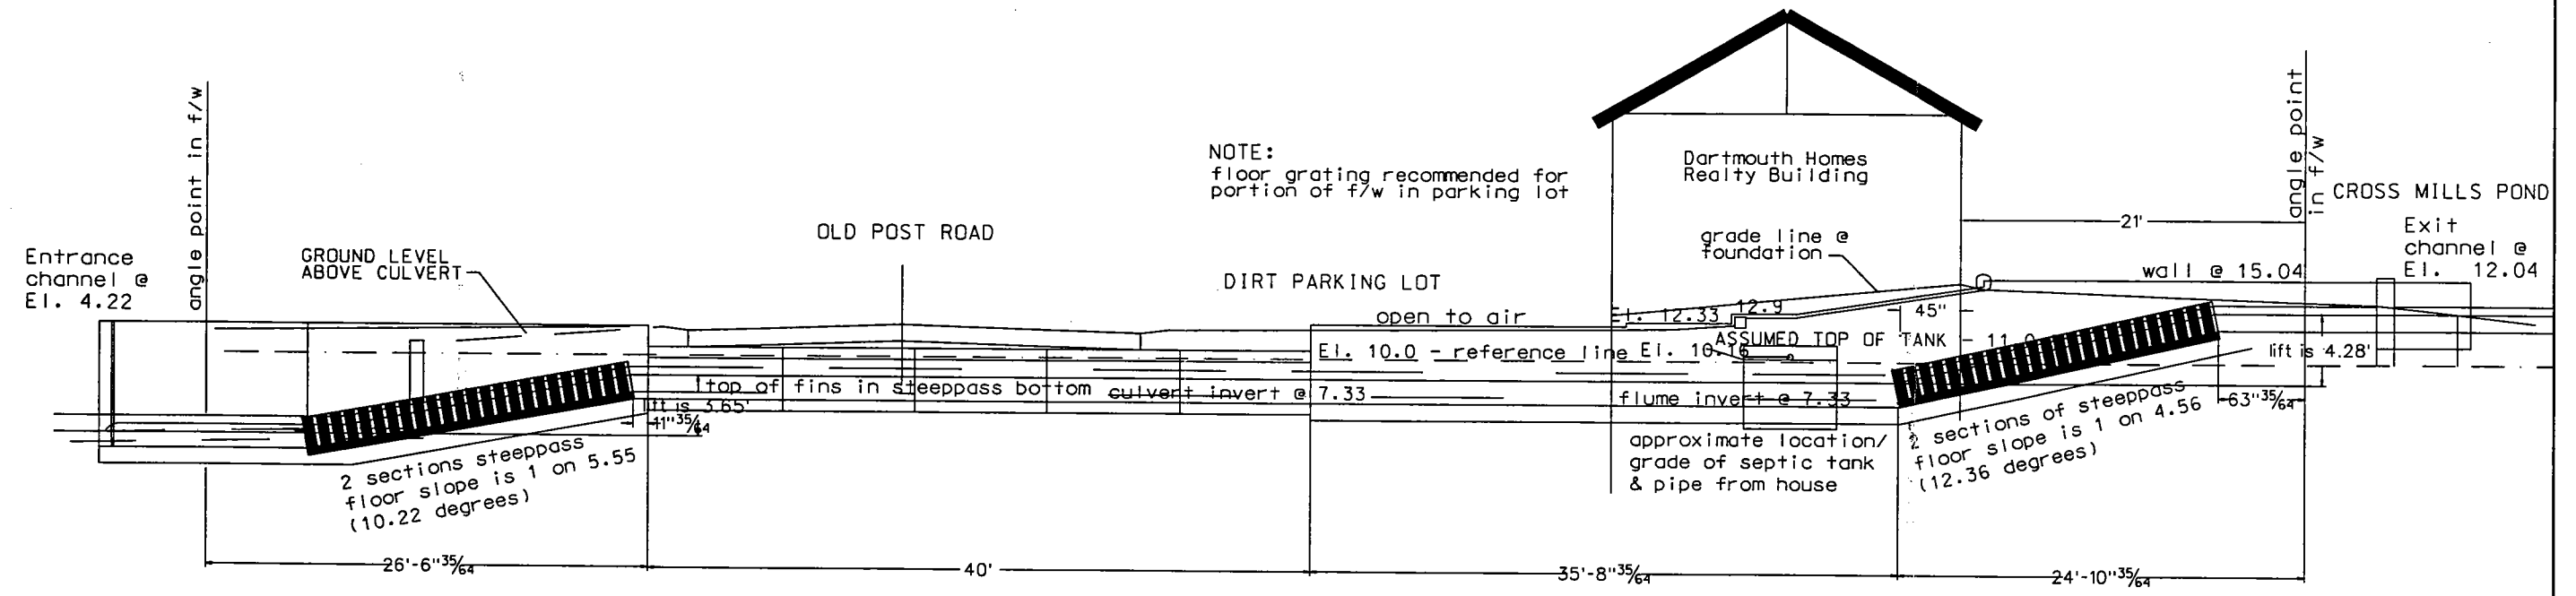 Entrance
channel @
El. 4.22
angle point in f/w
GROUND LEVEL
ABOVE CULVERT
OLD POST ROAD
NOTE:
floor grating recommended for
portion of f/w in parking lot
DIRT PARKING LOT
Dartmouth Homes
Realty Building
grade line @
foundation
21'
angle point
in f/w
CROSS MILLS POND
Exit
channel @
El. 12.04
wall @ 15.04
open to air
12.33
12.9
45"
ASSUMED TOP OF TANK - 11.0
El. 10.0 - reference line
El. 10.16
lift is 4.28'
top of fins in steeppass bottom
culvert invert @ 7.33
flume invert @ 7.33
ft is 3.65'
63"35/64
2 sections steeppass
floor slope is 1 on 5.55
(10.22 degrees)
approximate location/
grade of septic tank
& pipe from house
2 sections of steeppass
floor slope is 1 on 4.56
(12.36 degrees)
26'-6"35/64
40'
35'-8"35/64
24'-10"35/64